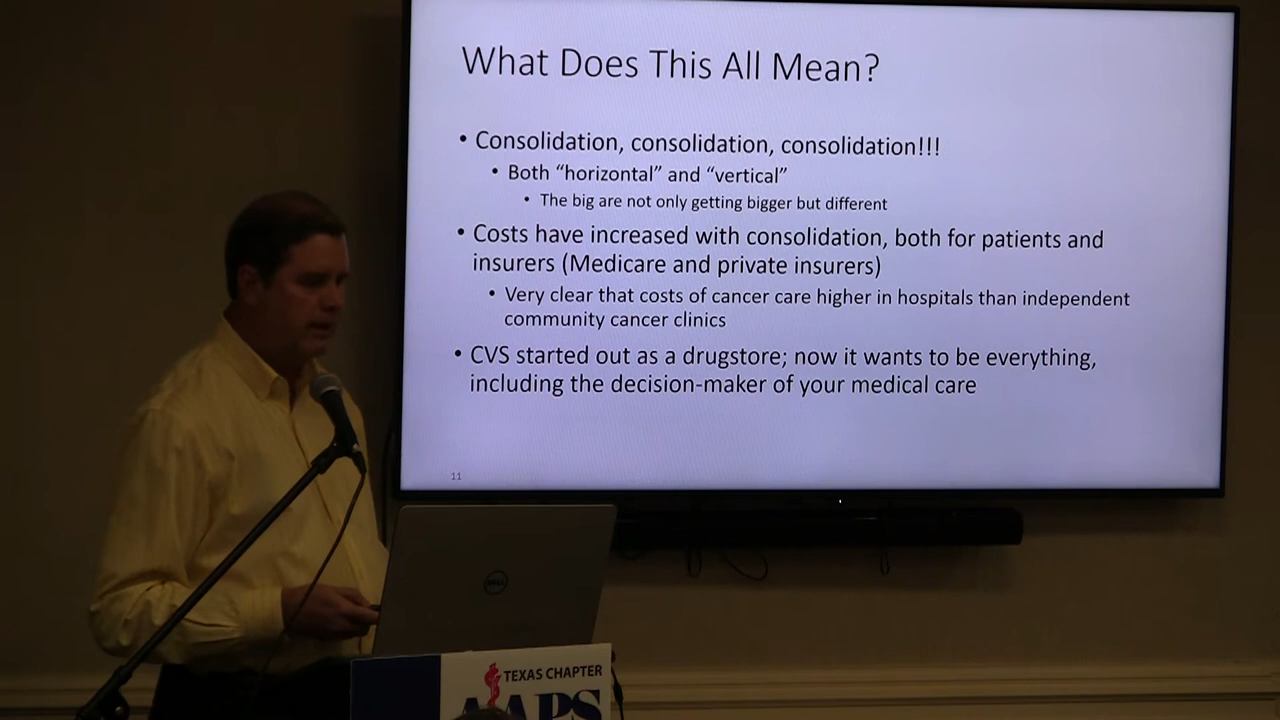 What Does This All Mean?
• Consolidation, consolidation, consolidation!!!
• Both “horizontal” and “vertical”
• The big are not only getting bigger but different
• Costs have increased with consolidation, both for patients and
insurers (Medicare and private insurers)
• Very clear that costs of cancer care higher in hospitals than independent
community cancer clinics
• CVS started out as a drugstore; now it wants to be everything,
including the decision-maker of your medical care
11
DELL
TEXAS CHAPTER
AAPS